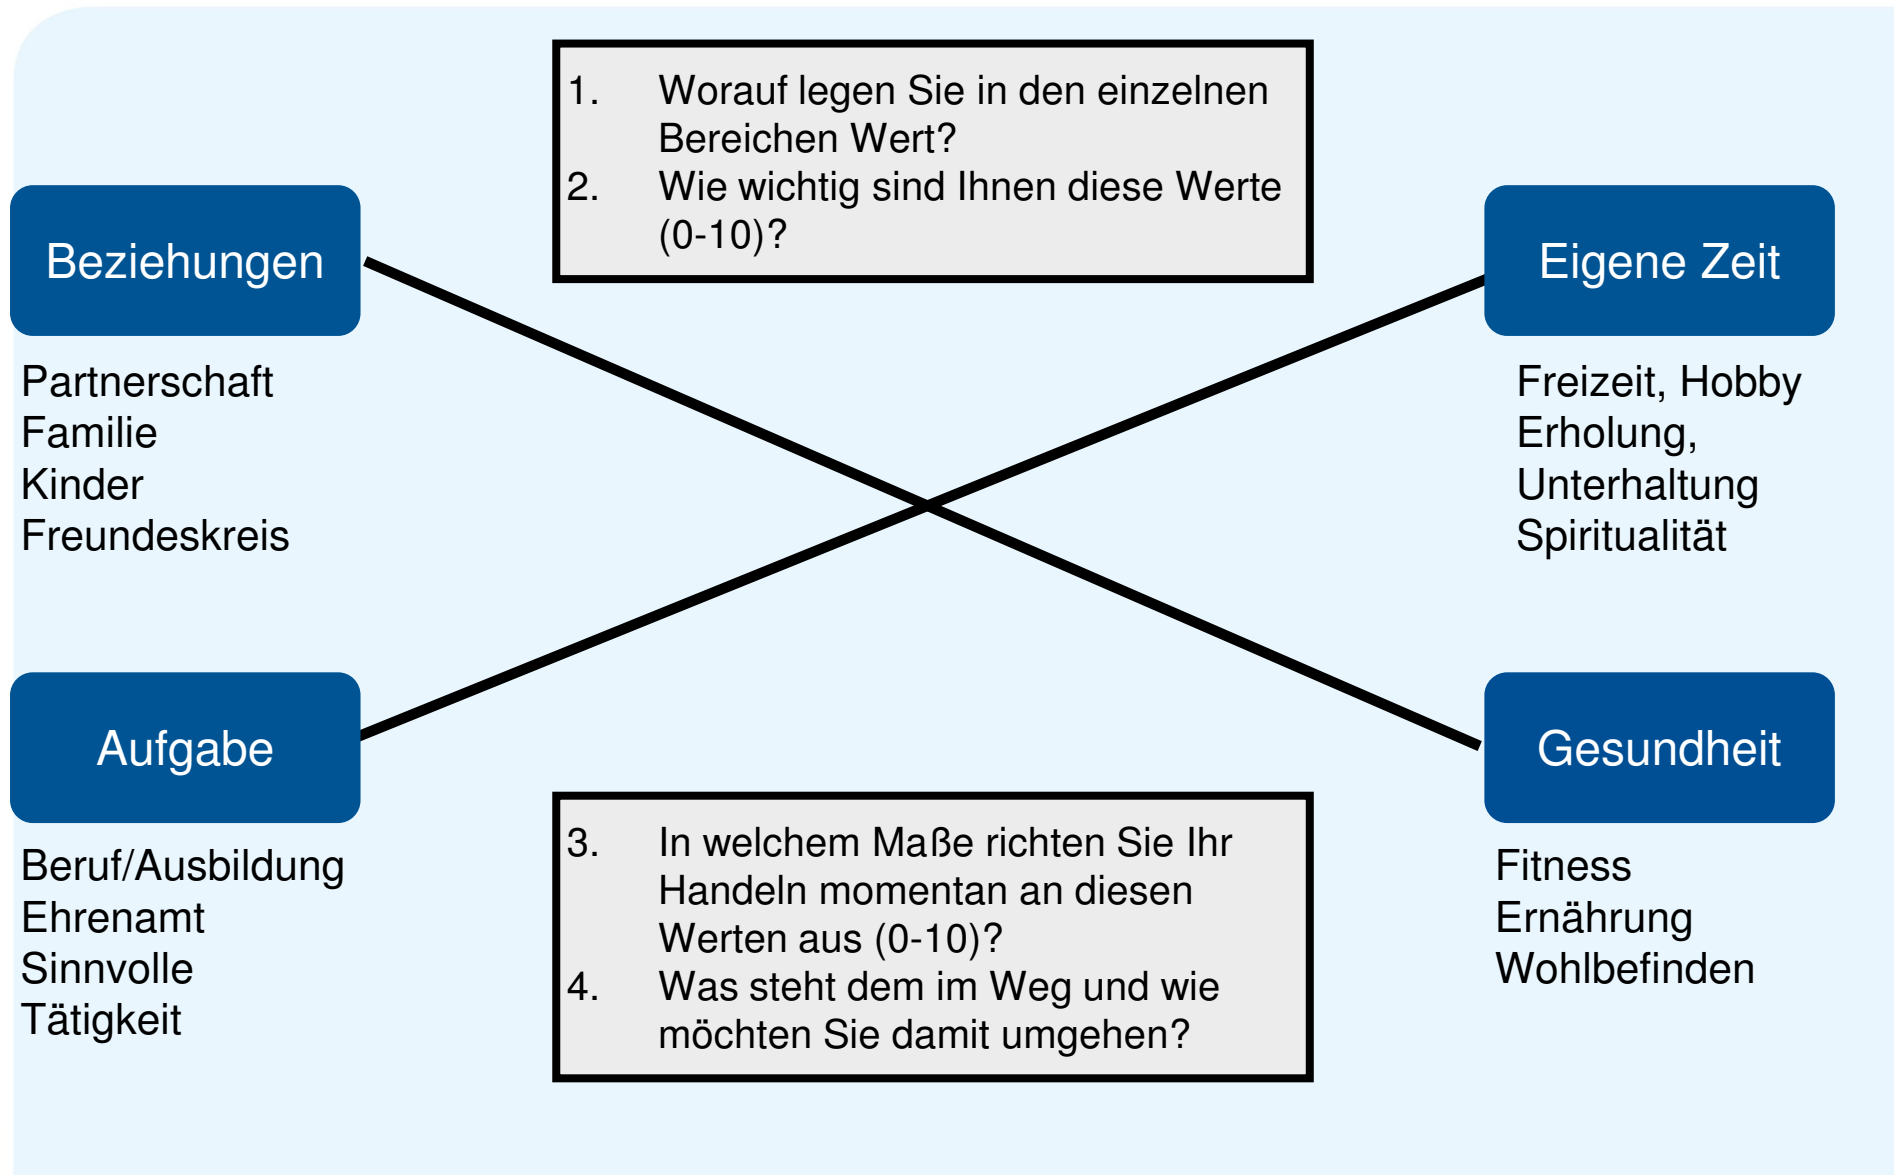 1. Worauf legen Sie in den einzelnen
Bereichen Wert?
2. Wie wichtig sind Ihnen diese Werte
(0-10)?
Beziehungen
Partnerschaft
Familie
Kinder
Freundeskreis
Eigene Zeit
Freizeit, Hobby
Erholung,
Unterhaltung
Spiritualität
Aufgabe
Beruf/Ausbildung
Ehrenamt
Sinnvolle
Tätigkeit
3. In welchem Maße richten Sie Ihr
Handeln momentan an diesen
Werten aus (0-10)?
4. Was steht dem im Weg und wie
möchten Sie damit umgehen?
Gesundheit
Fitness
Ernährung
Wohlbefinden